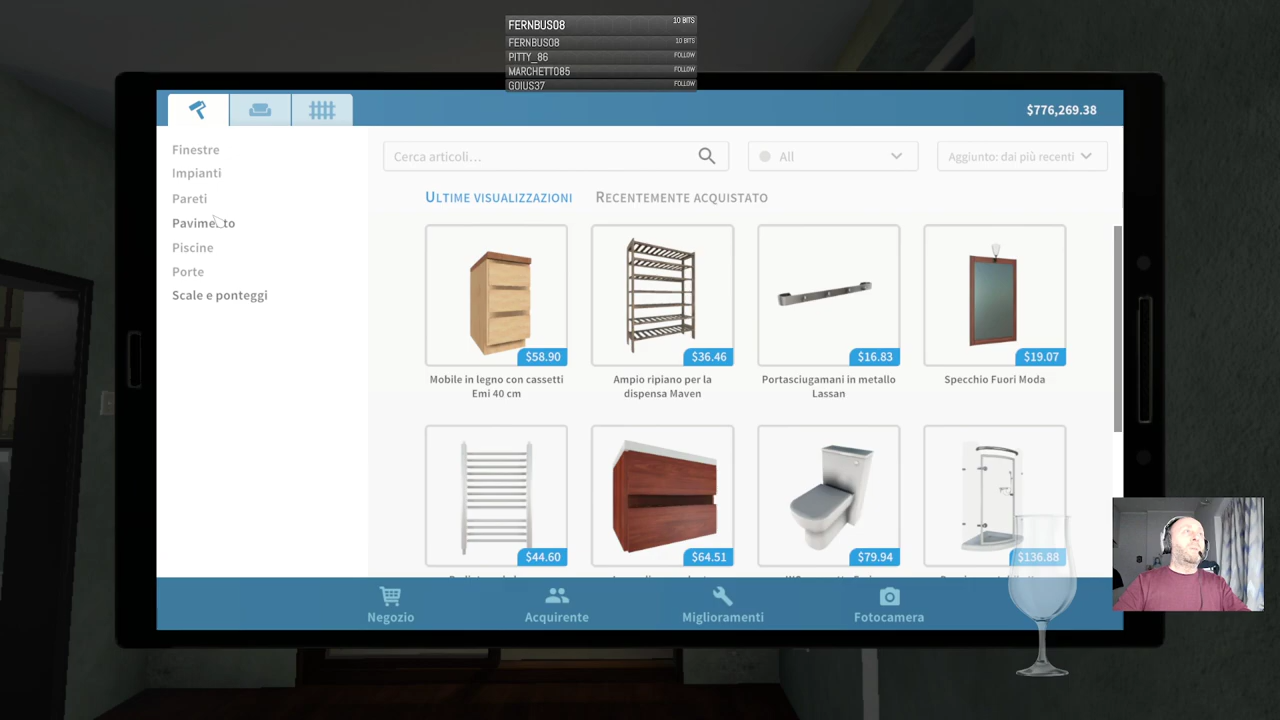 FERNBUS08 10 BITS
FERNBUS08 10 BITS
PITTY_86 FOLLOW
MARCHETTO85 FOLLOW
GOIUS37 FOLLOW
$776,269.38
Finestre
Impianti
Pareti
Pavimento
Piscine
Porte
Scale e ponteggi
Cerca articoli...
All
Aggiunto: dai più recenti
ULTIME VISUALIZZAZIONI
RECENTEMENTE ACQUISTATO
$58.90
$36.46
$16.83
$19.07
Mobile in legno con cassetti
Emi 40 cm
Ampio ripiano per la
dispensa Maven
Portasciugamani in metallo
Lassan
Specchio Fuori Moda
$44.60
$64.51
$79.94
$136.88
Negozio
Acquirente
Miglioramenti
Fotocamera